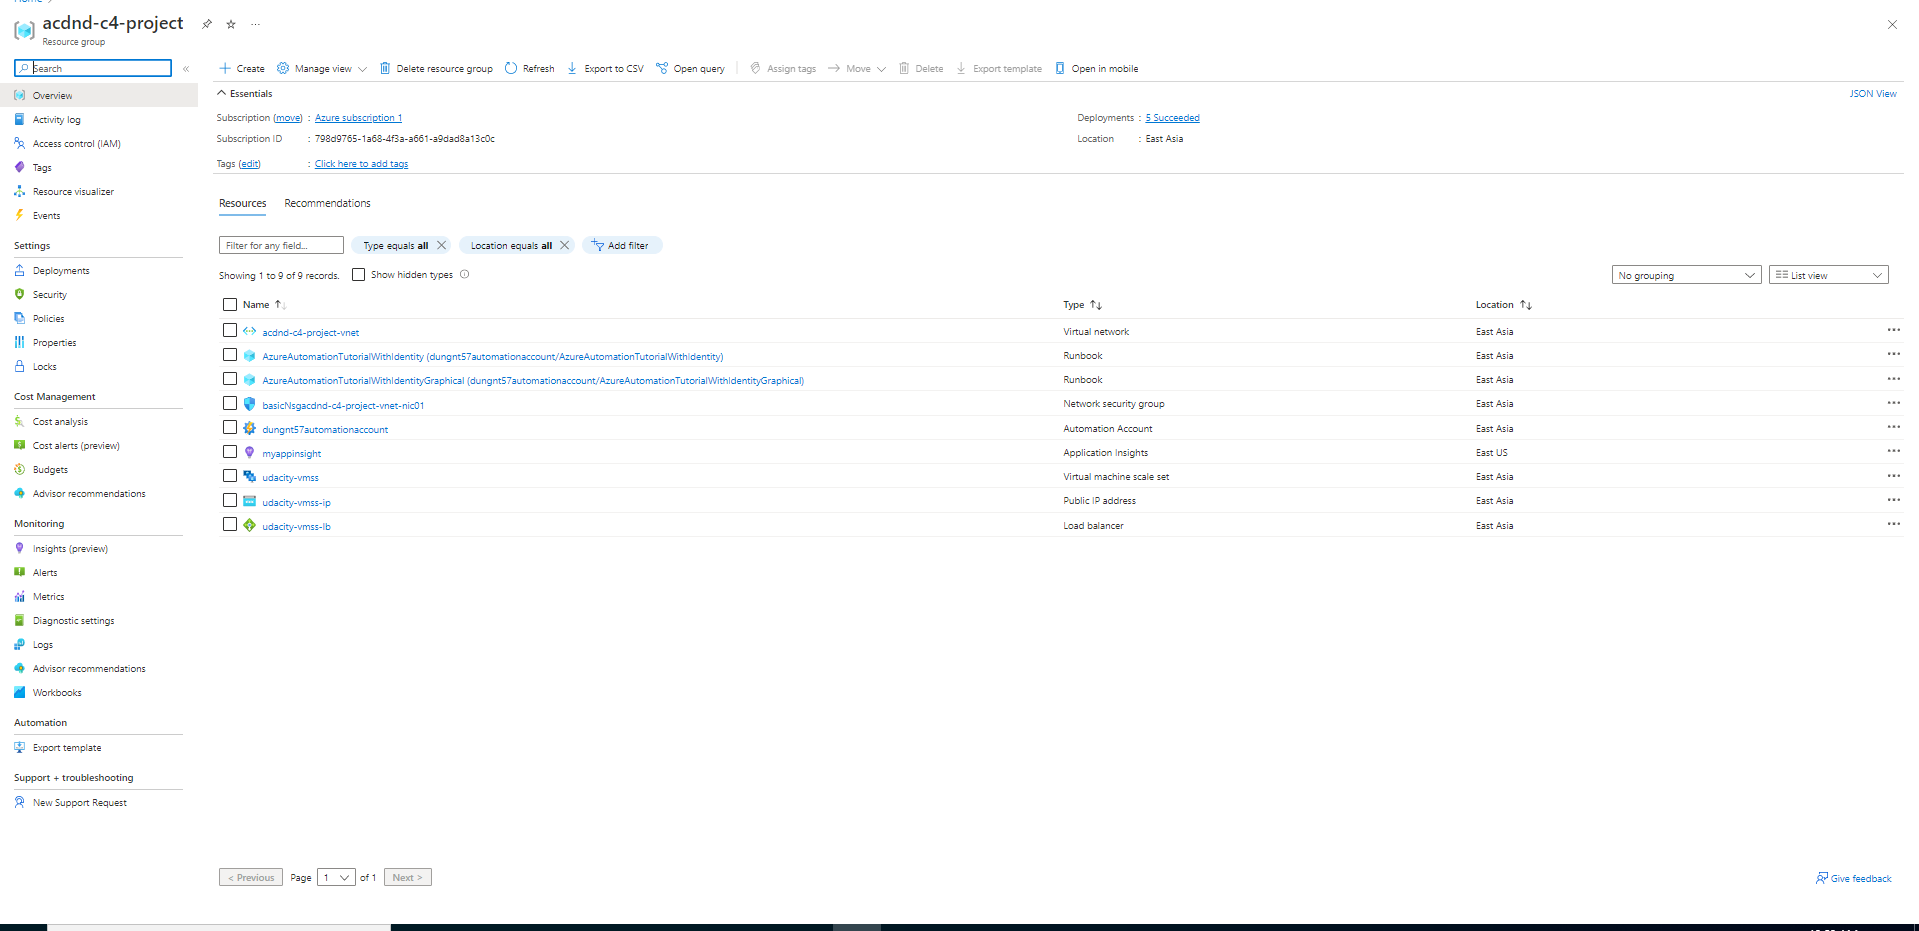 acdnd-c4-project
Resource group
Search
«
Create Manage view Delete resource group Refresh Export to CSV Open query Assign tags Move Delete Export template Open in mobile
Overview
Activity log
Access control (IAM)
Tags
Resource visualizer
Events
Settings
Deployments
Security
Policies
Properties
Locks
Cost Management
Cost analysis
Cost alerts (preview)
Budgets
Advisor recommendations
Monitoring
Insights (preview)
Alerts
Metrics
Diagnostic settings
Logs
Advisor recommendations
Workbooks
Automation
Export template
Support + troubleshooting
New Support Request
Essentials JSON View
Subscription (move) : Azure subscription 1 Deployments : 5 Succeeded
Subscription ID : 798d9765-1a68-4f3a-a661-a9dad8a13c0c Location : East Asia
Tags (edit) : Click here to add tags
Resources Recommendations
Filter for any field... Type equals all Location equals all Add filter
Showing 1 to 9 of 9 records. Show hidden types No grouping List view
Name Type Location
acdnd-c4-project-vnet Virtual network East Asia
AzureAutomationTutorialWithIdentity (dungnt57automationaccount/AzureAutomationTutorialWithIdentity) Runbook East Asia
AzureAutomationTutorialWithIdentityGraphical (dungnt57automationaccount/AzureAutomationTutorialWithIdentityGraphical) Runbook East Asia
basicNsgacdnd-c4-project-vnet-nic01 Network security group East Asia
dungnt57automationaccount Automation Account East Asia
myappinsight Application Insights East US
udacity-vmss Virtual machine scale set East Asia
udacity-vmss-ip Public IP address East Asia
udacity-vmss-lb Load balancer East Asia
< Previous Page 1 of 1 Next > Give feedback